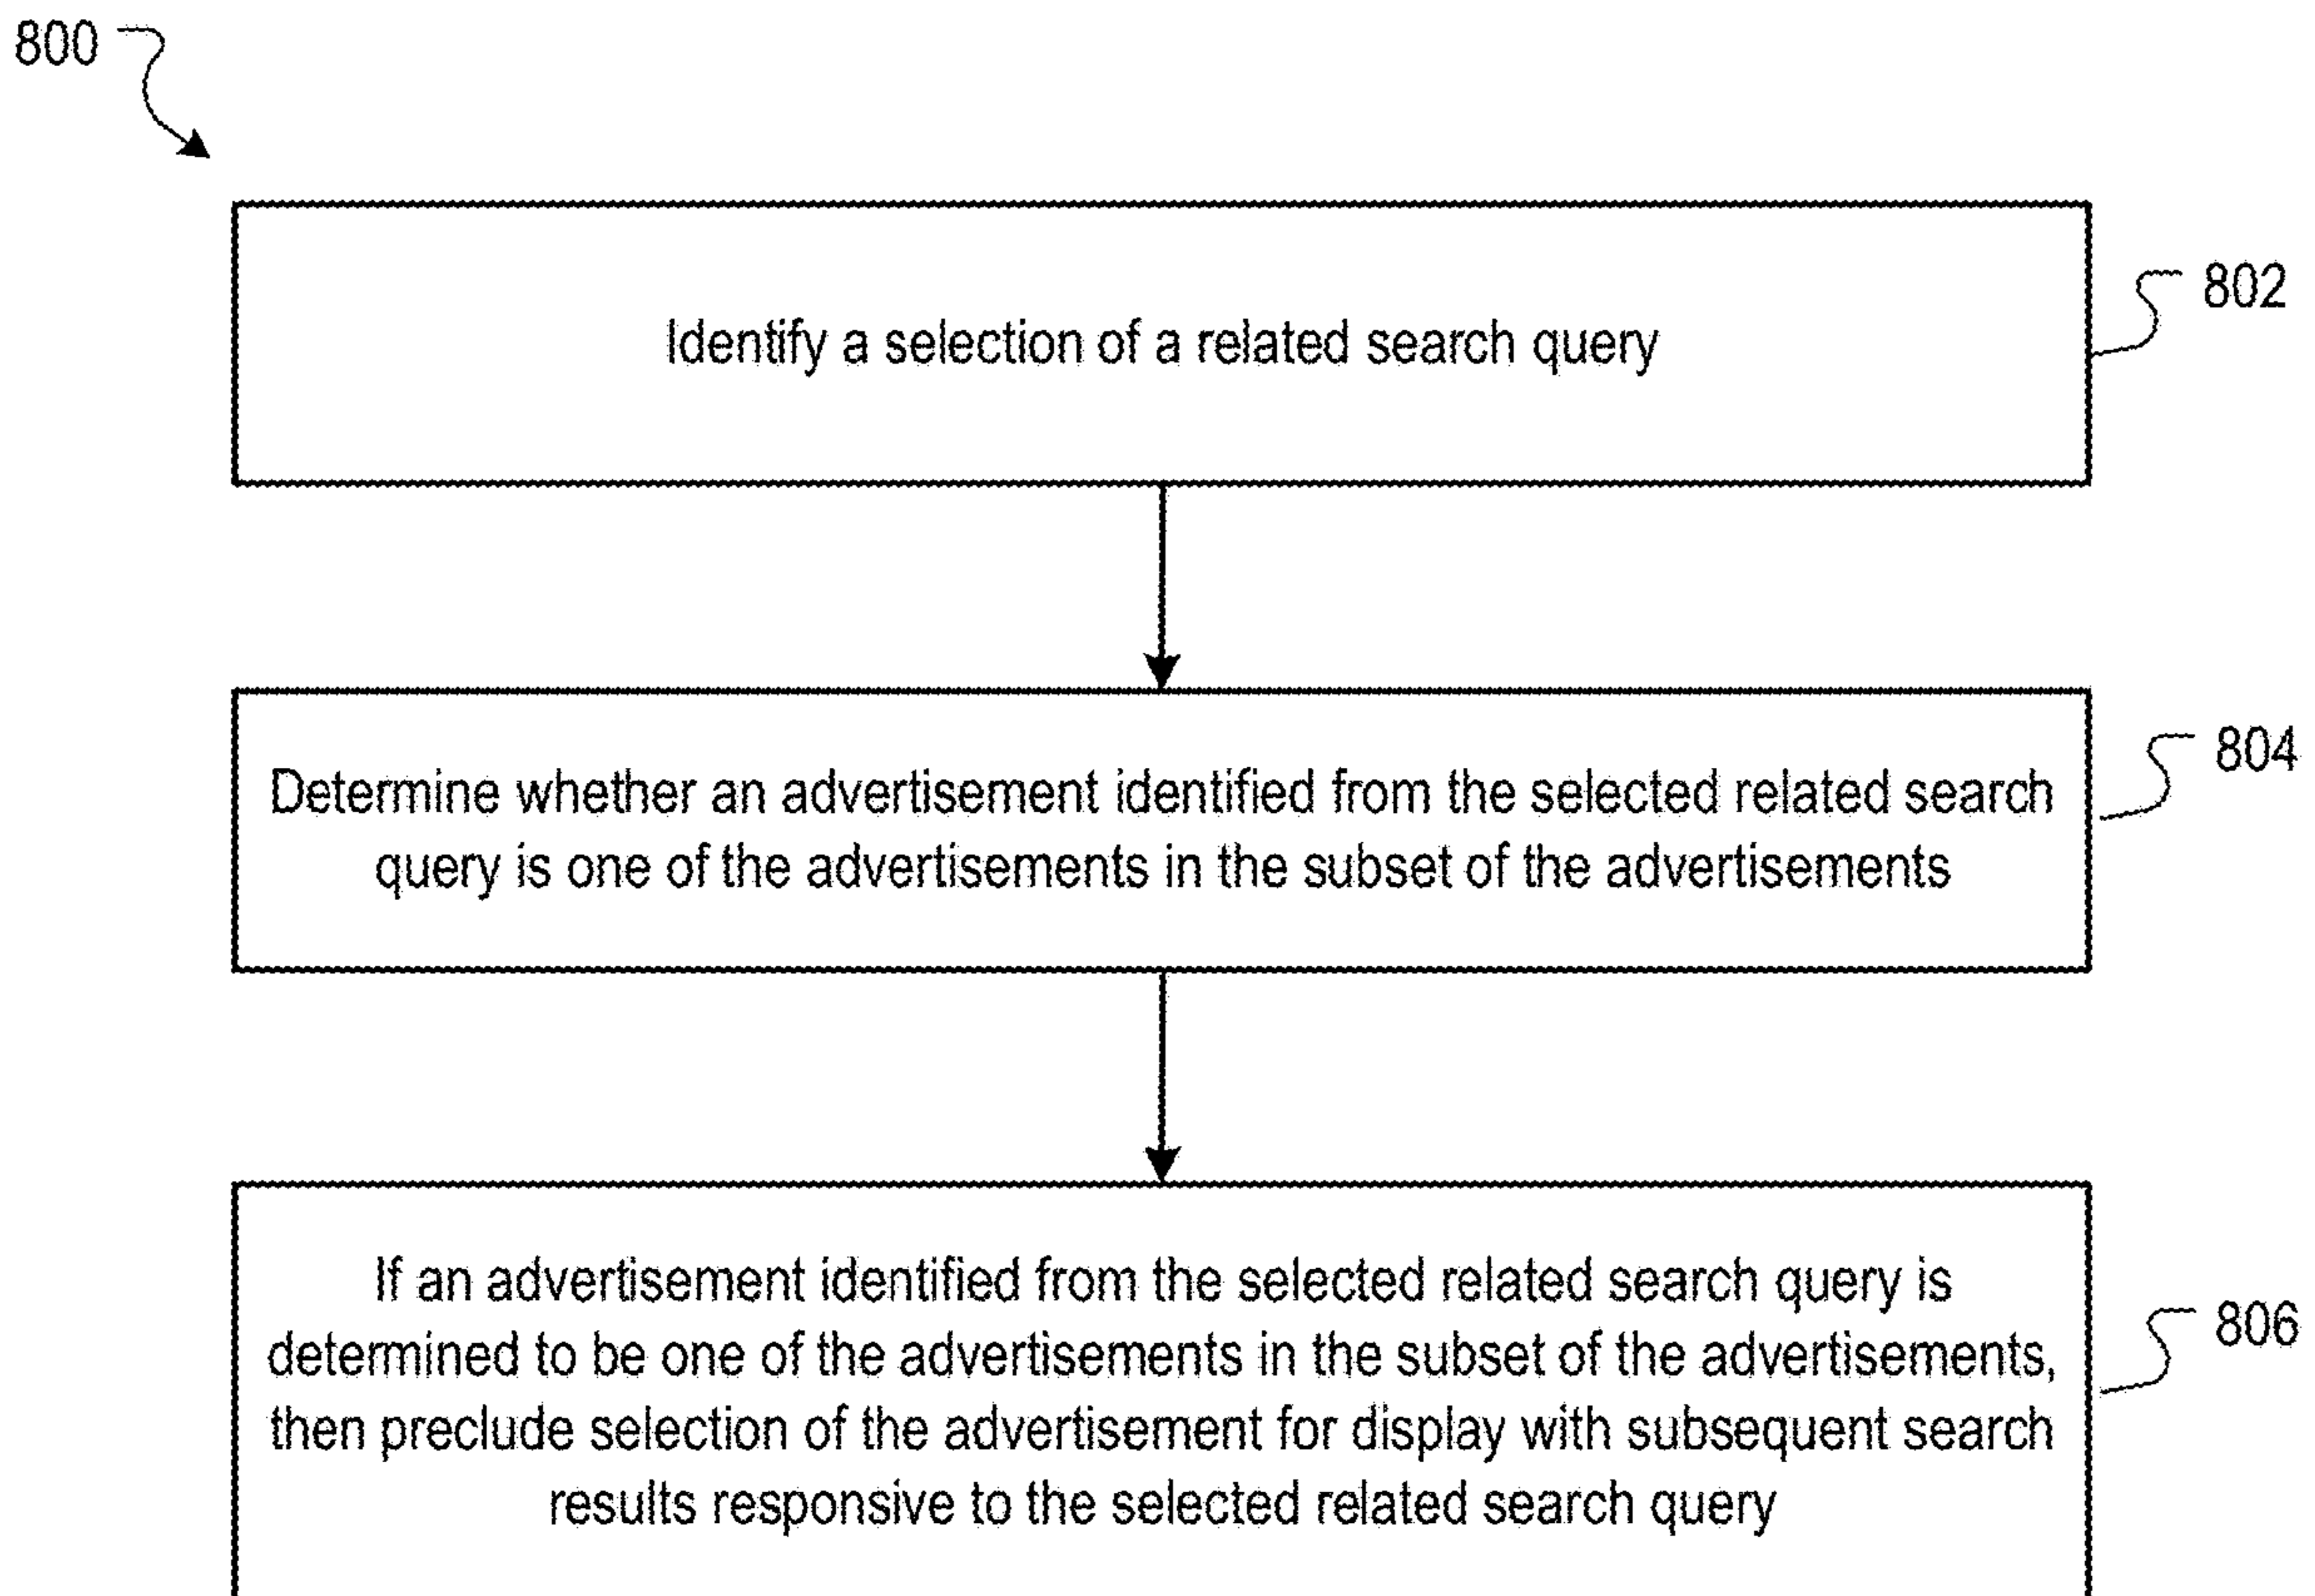 800
Identify a selection of a related search query
802
Determine whether an advertisement identified from the selected related search
query is one of the advertisements in the subset of the advertisements
804
If an advertisement identified from the selected related search query is
determined to be one of the advertisements in the subset of the advertisements,
then preclude selection of the advertisement for display with subsequent search
results responsive to the selected related search query
806